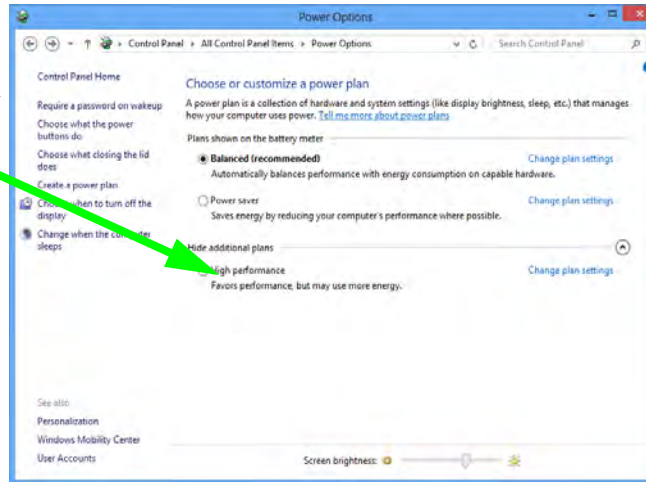 Power Options
Control Panel › All Control Panel Items › Power Options
Search Control Panel
Control Panel Home
Require a password on wakeup
Choose what the power
buttons do
Choose what closing the lid
does
Create a power plan
Choose when to turn off the
display
Change when the computer
sleeps
See also
Personalization
Windows Mobility Center
User Accounts
Choose or customize a power plan
A power plan is a collection of hardware and system settings (like display brightness, sleep, etc.) that manages
how your computer uses power. Tell me more about power plans
Plans shown on the battery meter
Balanced (recommended) Change plan settings
Automatically balances performance with energy consumption on capable hardware.
Power saver Change plan settings
Saves energy by reducing your computer's performance where possible.
Hide additional plans
High performance Change plan settings
Favors performance, but may use more energy.
Screen brightness: